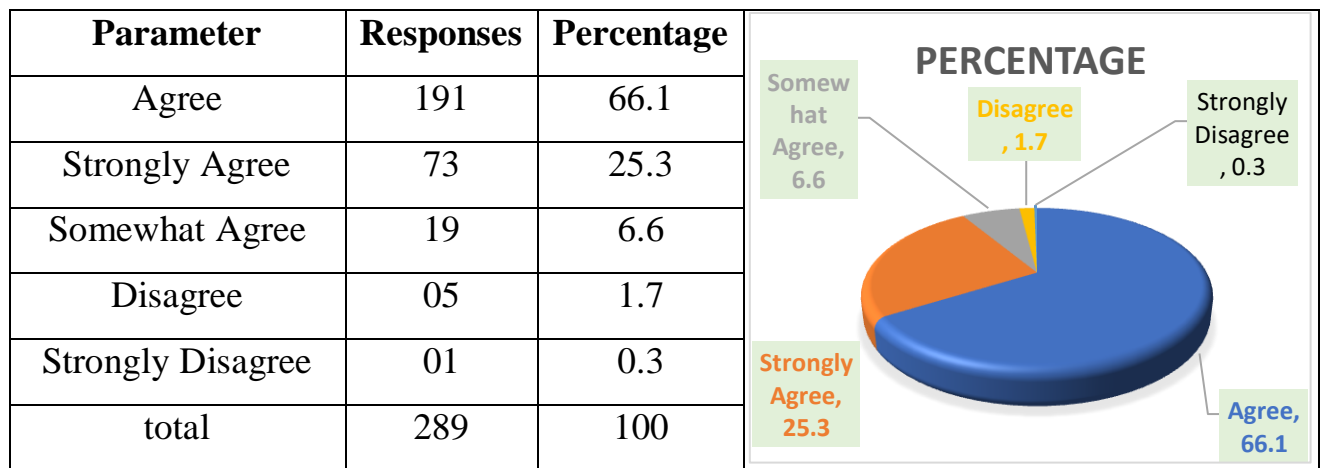 Parameter Responses Percentage
Agree 191 66.1
Strongly Agree 73 25.3
Somewhat Agree 19 6.6
Disagree 05 1.7
Strongly Disagree 01 0.3
total 289 100
PERCENTAGE
Somew
hat
Agree,
6.6
Disagree
, 1.7
Strongly
Disagree
, 0.3
Strongly
Agree,
25.3
Agree,
66.1